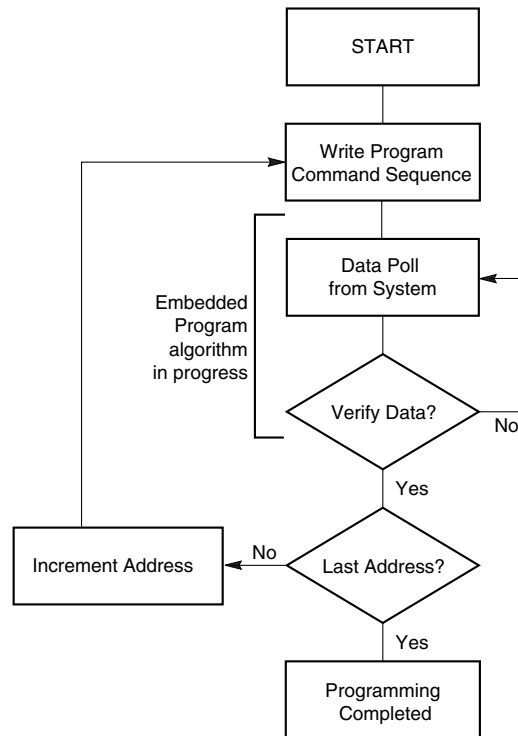 START
Write Program
Command Sequence
Data Poll
from System
Embedded
Program
algorithm
in progress
Verify Data?
No
Yes
No
Increment Address
Last Address?
Yes
Programming
Completed